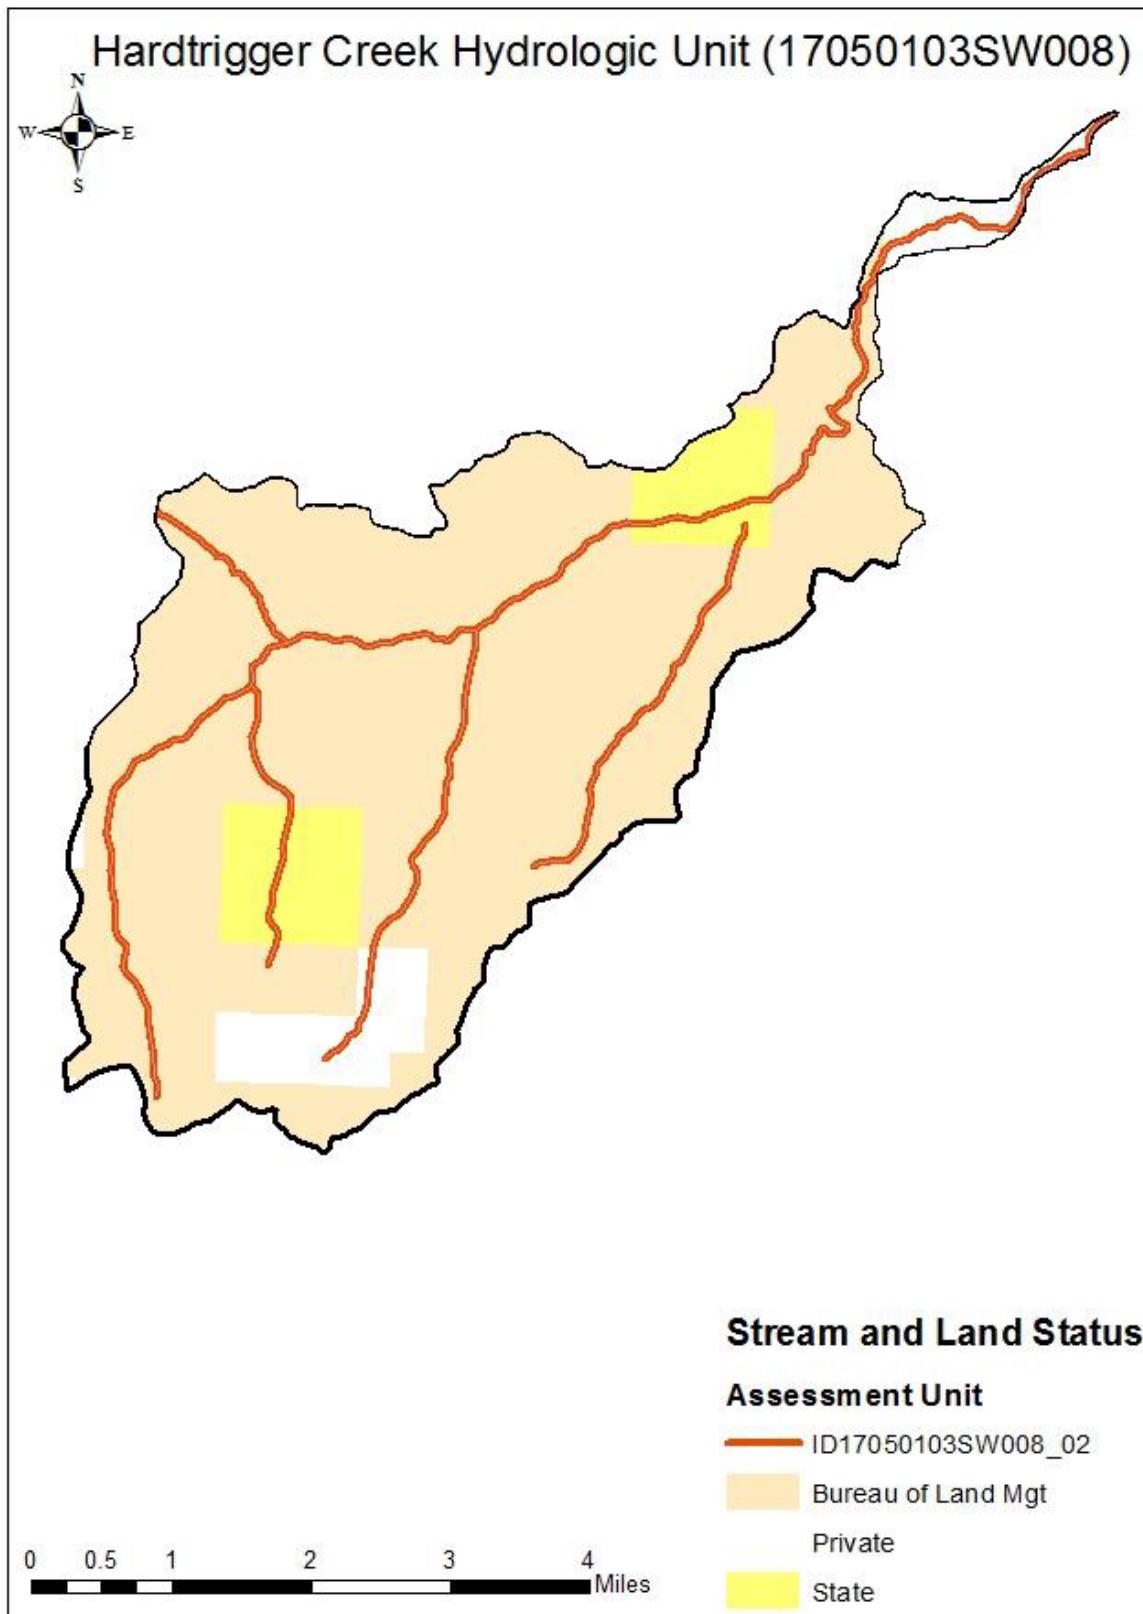 Hardtrigger Creek Hydrologic Unit (17050103SW008)
N
W E
S
Stream and Land Status
Assessment Unit
ID17050103SW008_02
Bureau of Land Mgt
Private
State
0 0.5 1 2 3 4
Miles